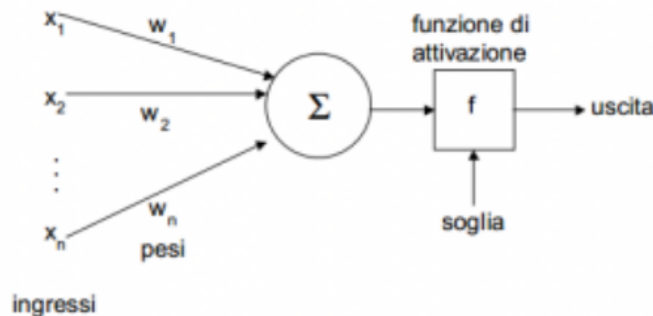 x1
w1
funzione di
attivazione
x2
w2
Σ
f
uscita
⋮
xn
wn
pesi
soglia
ingressi